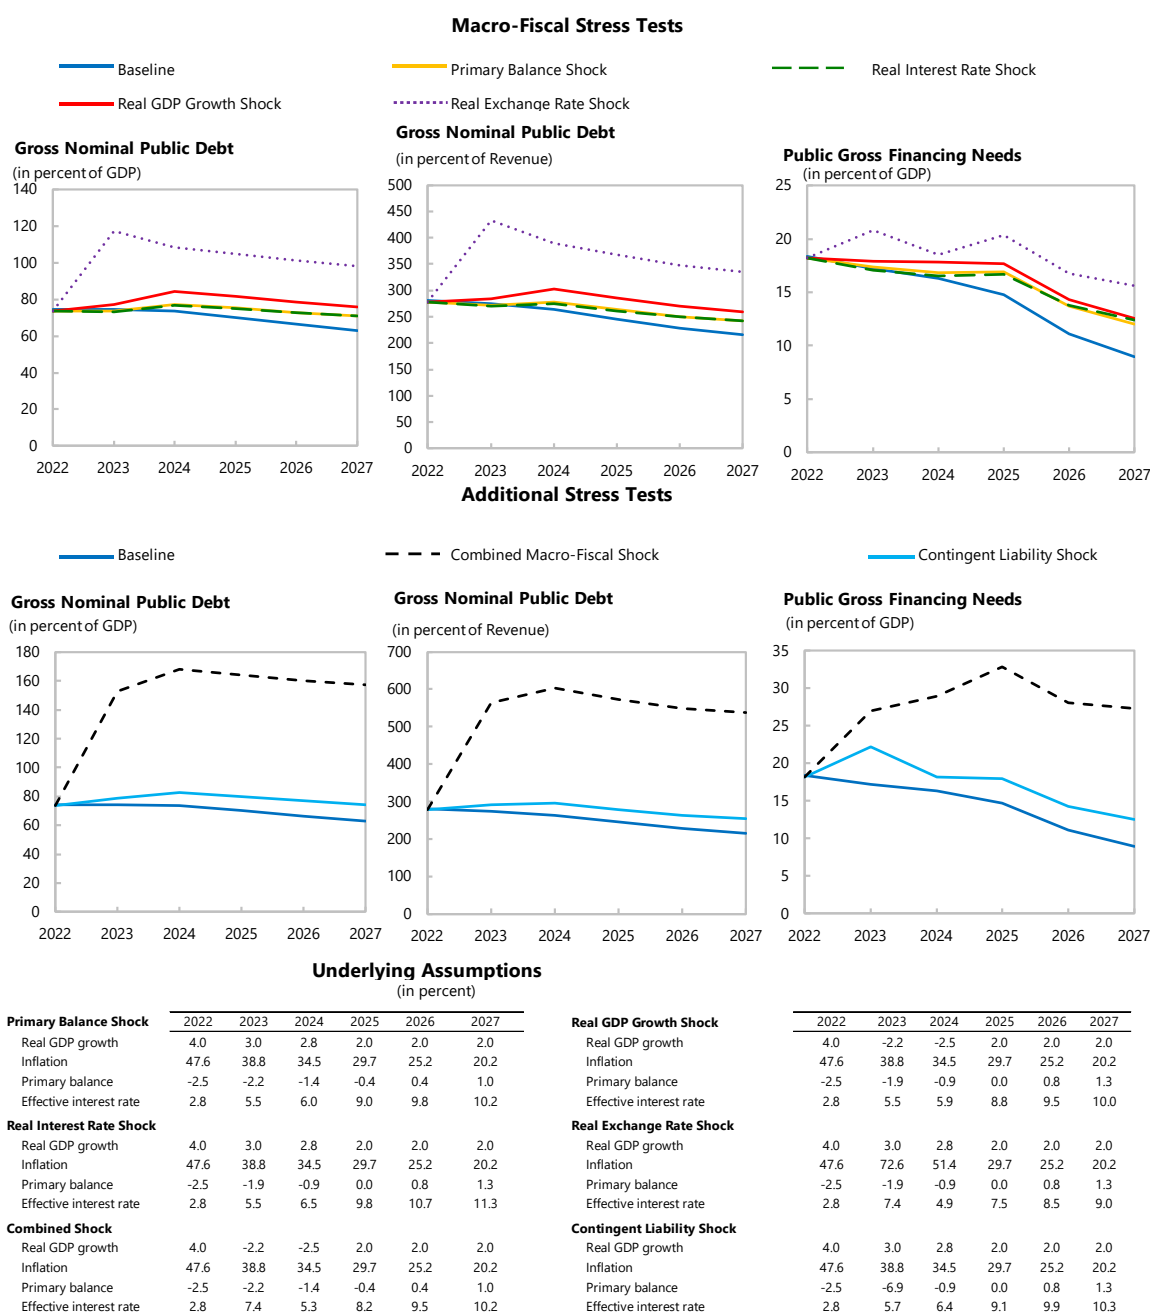 Macro-Fiscal Stress Tests
Baseline
Primary Balance Shock
Real Interest Rate Shock
Real GDP Growth Shock
Real Exchange Rate Shock
Gross Nominal Public Debt
(in percent of GDP)
140
120
100
80
60
40
20
0
2022 2023 2024 2025 2026 2027
Gross Nominal Public Debt
(in percent of Revenue)
500
450
400
350
300
250
200
150
100
50
0
2022 2023 2024 2025 2026 2027
Public Gross Financing Needs
(in percent of GDP)
25
20
15
10
5
0
2022 2023 2024 2025 2026 2027
Additional Stress Tests
Baseline
Combined Macro-Fiscal Shock
Contingent Liability Shock
Gross Nominal Public Debt
(in percent of GDP)
180
160
140
120
100
80
60
40
20
0
2022 2023 2024 2025 2026 2027
Gross Nominal Public Debt
(in percent of Revenue)
700
600
500
400
300
200
100
0
2022 2023 2024 2025 2026 2027
Public Gross Financing Needs
(in percent of GDP)
35
30
25
20
15
10
5
0
2022 2023 2024 2025 2026 2027
Underlying Assumptions
(in percent)
Primary Balance Shock 2022 2023 2024 2025 2026 2027
Real GDP growth 4.0 3.0 2.8 2.0 2.0 2.0
Inflation 47.6 38.8 34.5 29.7 25.2 20.2
Primary balance -2.5 -2.2 -1.4 -0.4 0.4 1.0
Effective interest rate 2.8 5.5 6.0 9.0 9.8 10.2
Real Interest Rate Shock
Real GDP growth 4.0 3.0 2.8 2.0 2.0 2.0
Inflation 47.6 38.8 34.5 29.7 25.2 20.2
Primary balance -2.5 -1.9 -0.9 0.0 0.8 1.3
Effective interest rate 2.8 5.5 6.5 9.8 10.7 11.3
Combined Shock
Real GDP growth 4.0 -2.2 -2.5 2.0 2.0 2.0
Inflation 47.6 38.8 34.5 29.7 25.2 20.2
Primary balance -2.5 -2.2 -1.4 -0.4 0.4 1.0
Effective interest rate 2.8 7.4 5.3 8.2 9.5 10.2
Real GDP Growth Shock 2022 2023 2024 2025 2026 2027
Real GDP growth 4.0 -2.2 -2.5 2.0 2.0 2.0
Inflation 47.6 38.8 34.5 29.7 25.2 20.2
Primary balance -2.5 -1.9 -0.9 0.0 0.8 1.3
Effective interest rate 2.8 5.5 5.9 8.8 9.5 10.0
Real Exchange Rate Shock
Real GDP growth 4.0 3.0 2.8 2.0 2.0 2.0
Inflation 47.6 72.6 51.4 29.7 25.2 20.2
Primary balance -2.5 -1.9 -0.9 0.0 0.8 1.3
Effective interest rate 2.8 7.4 4.9 7.5 8.5 9.0
Contingent Liability Shock
Real GDP growth 4.0 3.0 2.8 2.0 2.0 2.0
Inflation 47.6 38.8 34.5 29.7 25.2 20.2
Primary balance -2.5 -6.9 -0.9 0.0 0.8 1.3
Effective interest rate 2.8 5.7 6.4 9.1 9.9 10.3